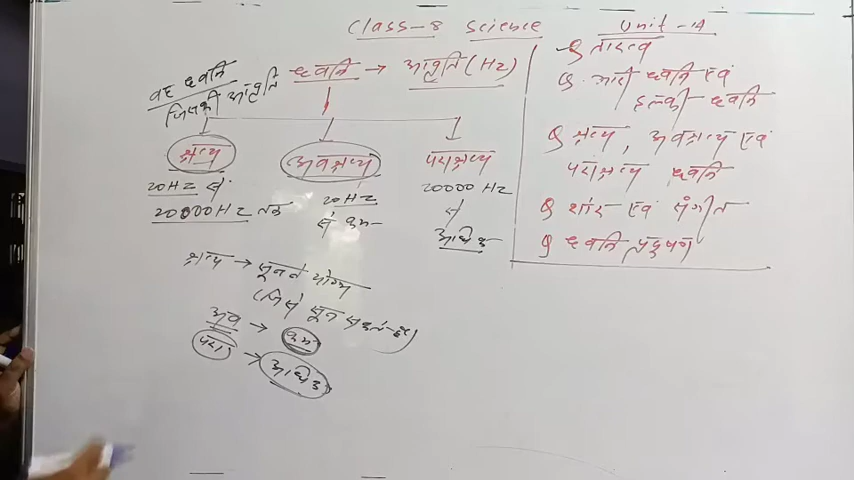 Class-8 Science Unit-14
वह ध्वनि
जिसकी आवृति
ध्वनि → आवृति (Hz)
श्रव्य
20Hz से
20000Hz तक
अवश्रव्य
20Hz
से कम
पराश्रव्य
20000 Hz
से
अधिक
श्रव्य → सुनने योग्य
(जिसे सुन सकते हैं)
अव → कम
परा → अधिक
तारत्व
भारी ध्वनि एवं
हल्की ध्वनि
श्रव्य, अवश्रव्य एवं
पराश्रव्य ध्वनि
शोर एवं संगीत
ध्वनि प्रदूषण